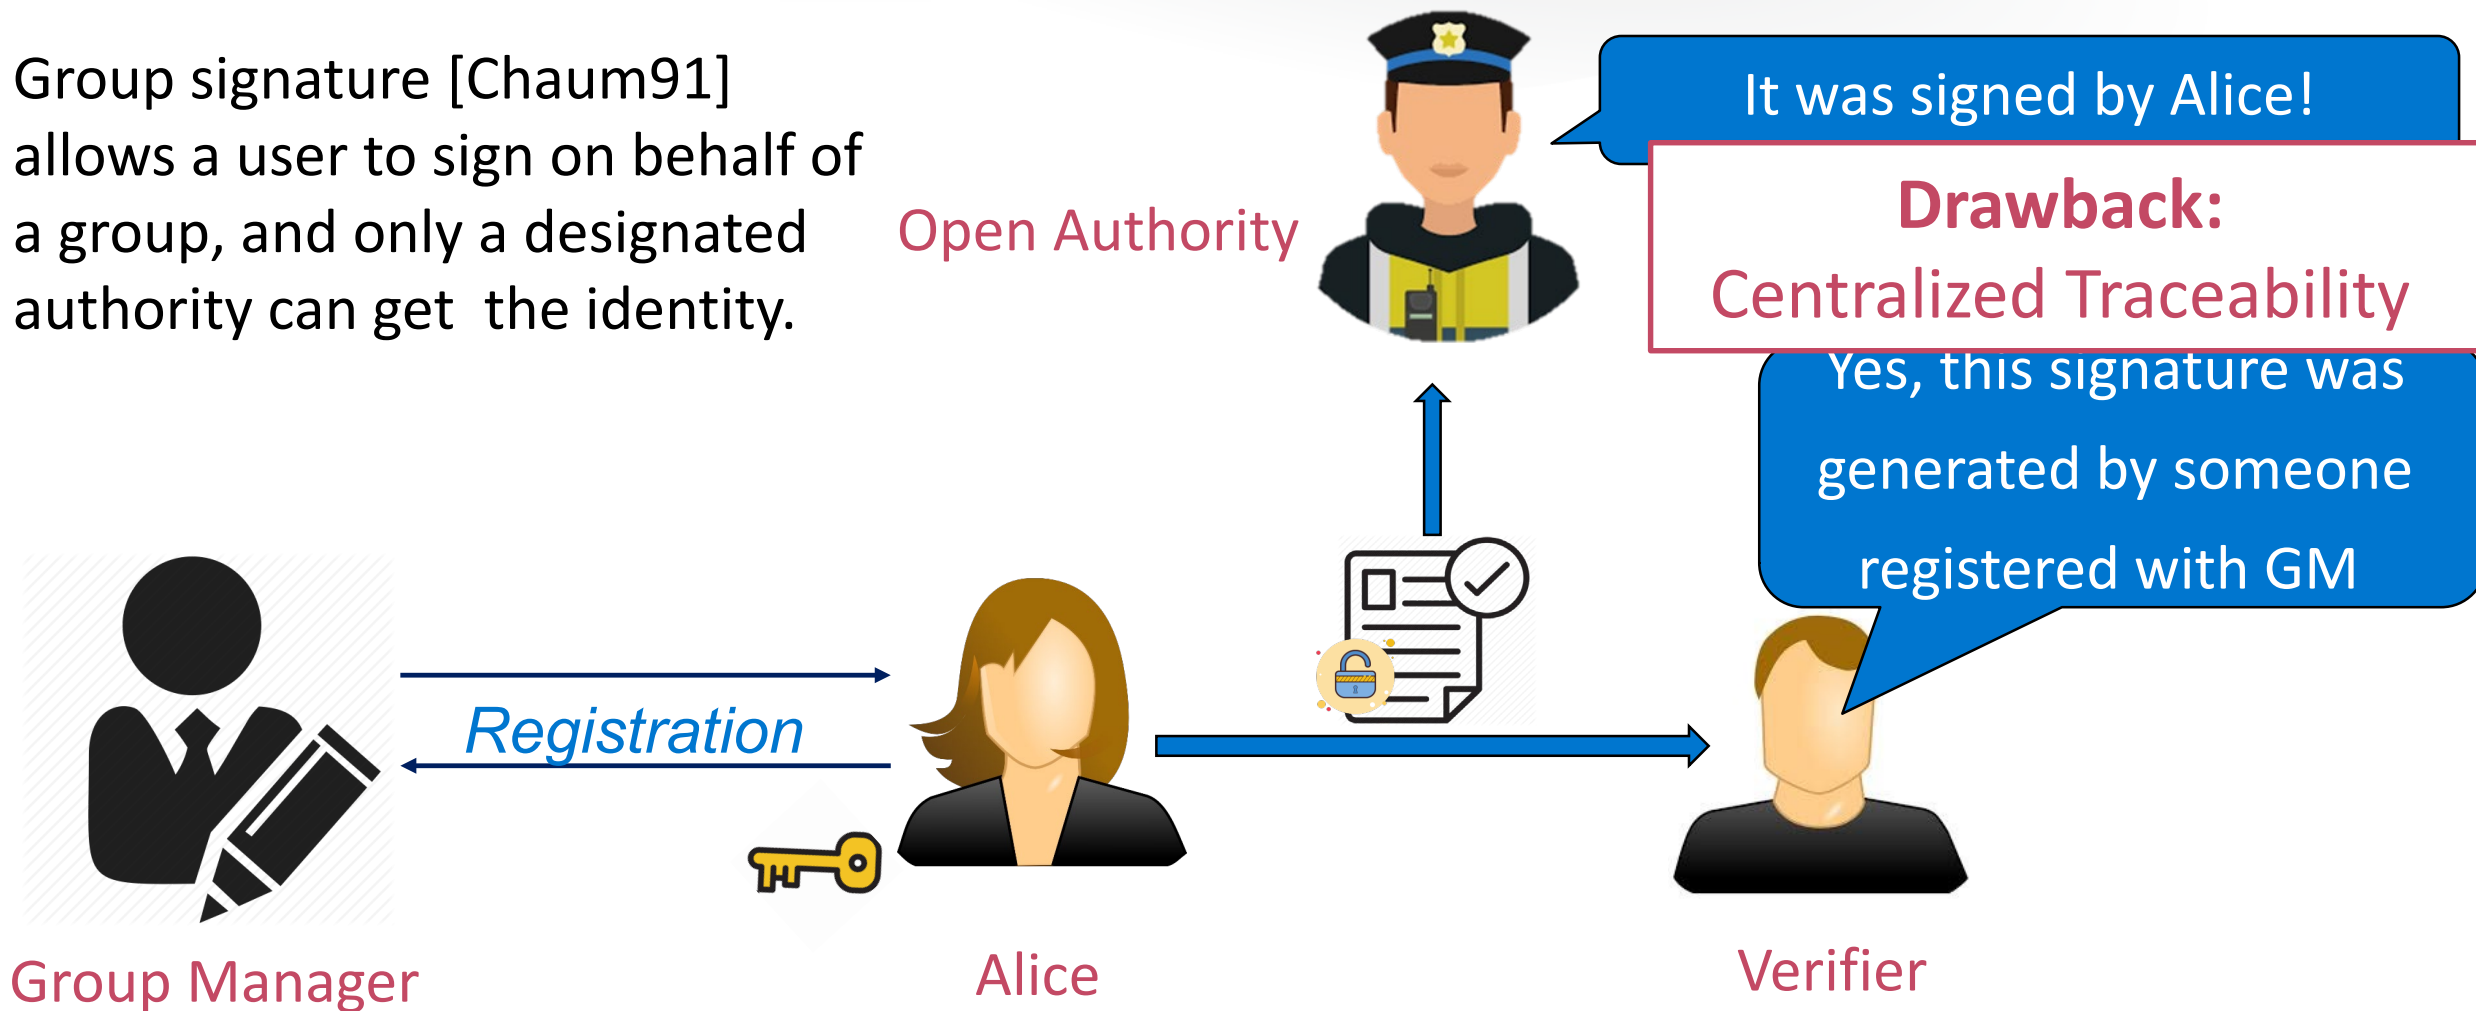 Group signature [Chaum91]
allows a user to sign on behalf of
a group, and only a designated
authority can get the identity.
Open Authority
It was signed by Alice!
Drawback:
Centralized Traceability
Yes, this signature was
generated by someone
registered with GM
Registration
Group Manager
Alice
Verifier